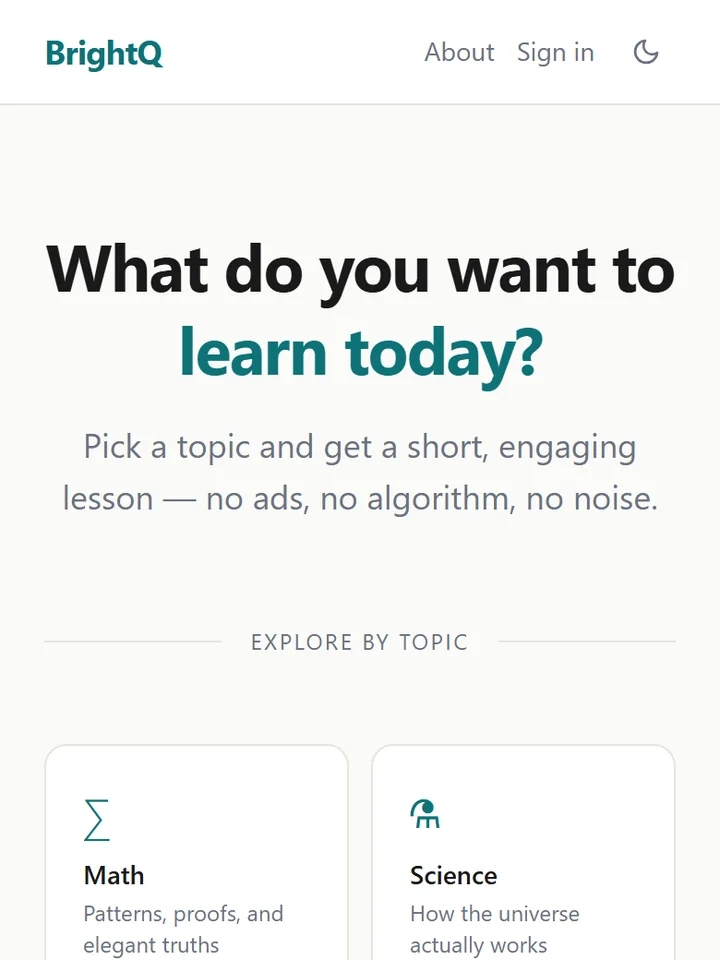 BrightQ
About Sign in
What do you want to
learn today?
Pick a topic and get a short, engaging
lesson — no ads, no algorithm, no noise.
EXPLORE BY TOPIC
∑
Math
Patterns, proofs, and
elegant truths
⚗
Science
How the universe
actually works